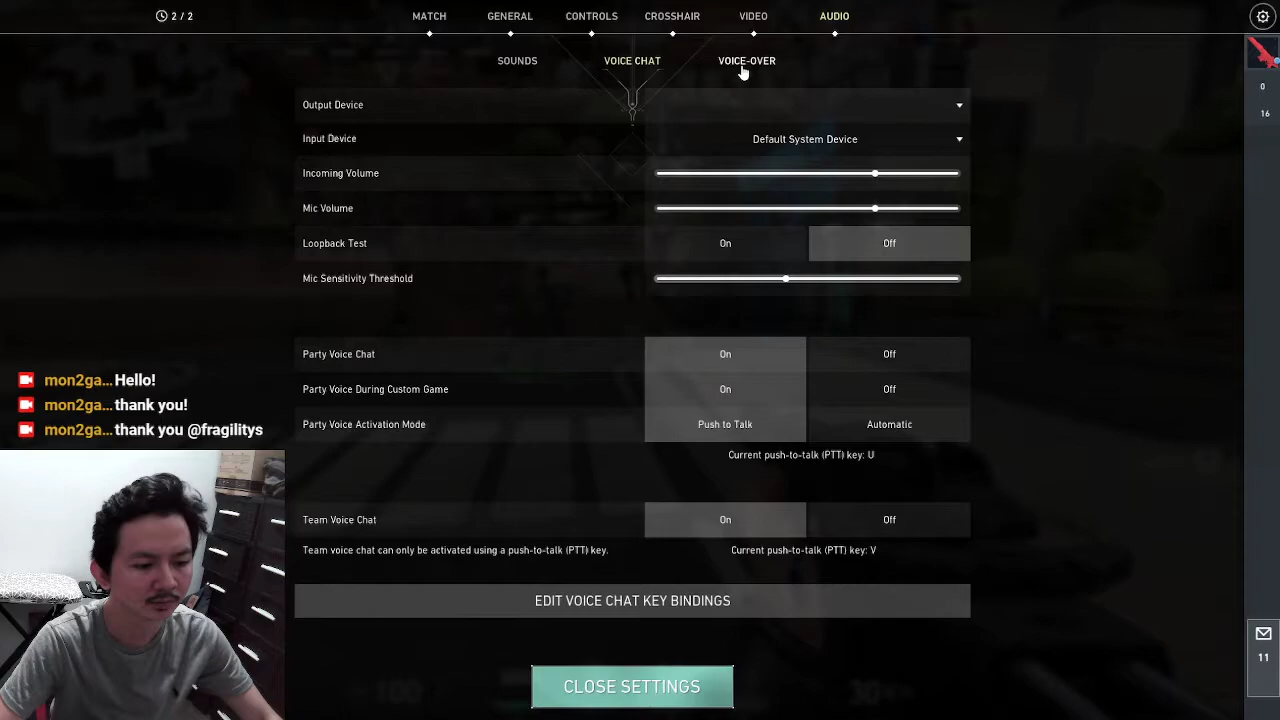 2 / 2
MATCH
GENERAL
CONTROLS
CROSSHAIR
VIDEO
AUDIO
SOUNDS
VOICE CHAT
VOICE-OVER
0
16
Output Device
Input Device
Default System Device
Incoming Volume
Mic Volume
Loopback Test
On
Off
Mic Sensitivity Threshold
Party Voice Chat
On
Off
Party Voice During Custom Game
On
Off
Party Voice Activation Mode
Push to Talk
Automatic
Current push-to-talk (PTT) key: U
mon2ga... Hello!
mon2ga... thank you!
mon2ga... thank you @fragilitys
Team Voice Chat
On
Off
Team voice chat can only be activated using a push-to-talk (PTT) key.
Current push-to-talk (PTT) key: V
EDIT VOICE CHAT KEY BINDINGS
11
CLOSE SETTINGS
100
30